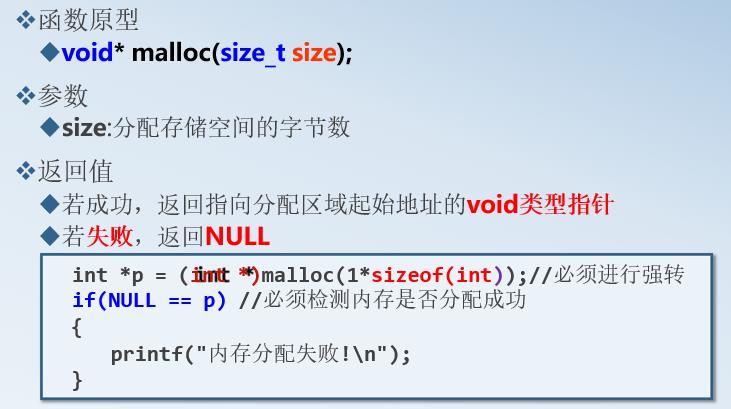 函数原型
void* malloc(size_t size);
参数
size:分配存储空间的字节数
返回值
若成功，返回指向分配区域起始地址的void类型指针
若失败，返回NULL
int *p = (int *)malloc(1*sizeof(int));//必须进行强转
if(NULL == p) //必须检测内存是否分配成功
{
printf("内存分配失败!\n");
}